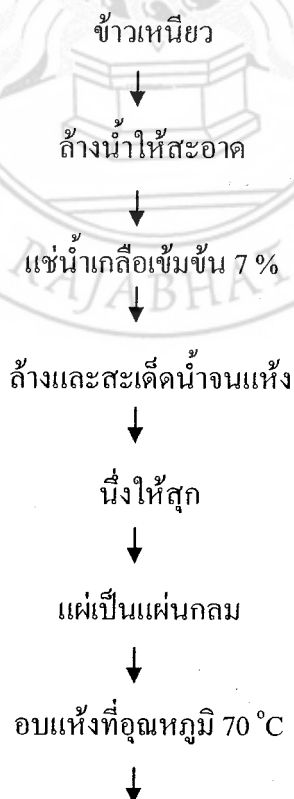 ข้าวเหนียว
ล้างน้ำให้สะอาด
แช่น้ำเกลือเข้มข้น 7 %
RAJABHAT
ล้างและสะเด็ดน้ำจนแห้ง
นึ่งให้สุก
แผ่เป็นแผ่นกลม
อบแห้งที่อุณหภูมิ 70 °C